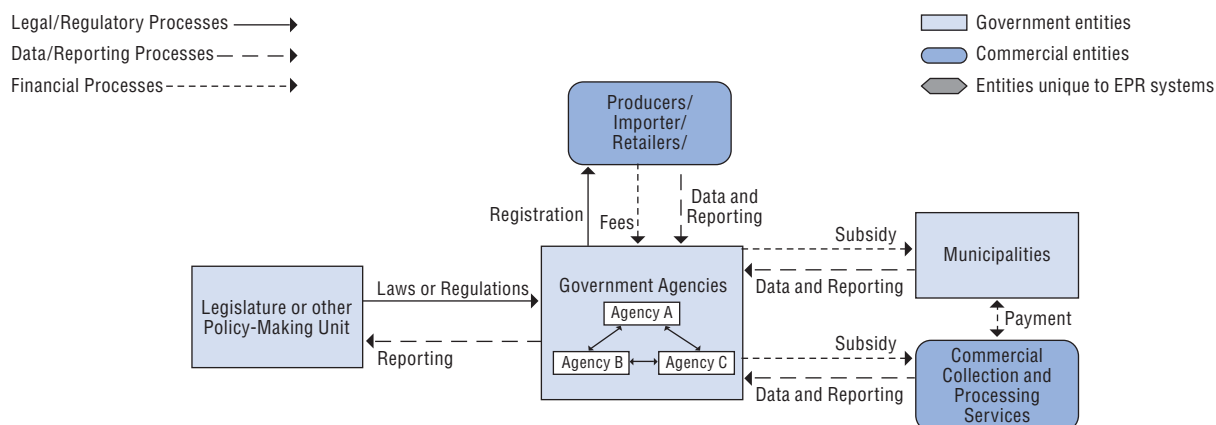 Legal/Regulatory Processes
Data/Reporting Processes
Financial Processes
Government entities
Commercial entities
Entities unique to EPR systems
Producers/
Importer/
Retailers/
Registration
Fees
Data and
Reporting
Legislature or other
Policy-Making Unit
Laws or Regulations
Reporting
Government Agencies
Agency A
Agency B
Agency C
Subsidy
Data and Reporting
Municipalities
Payment
Subsidy
Data and Reporting
Commercial
Collection and
Processing
Services